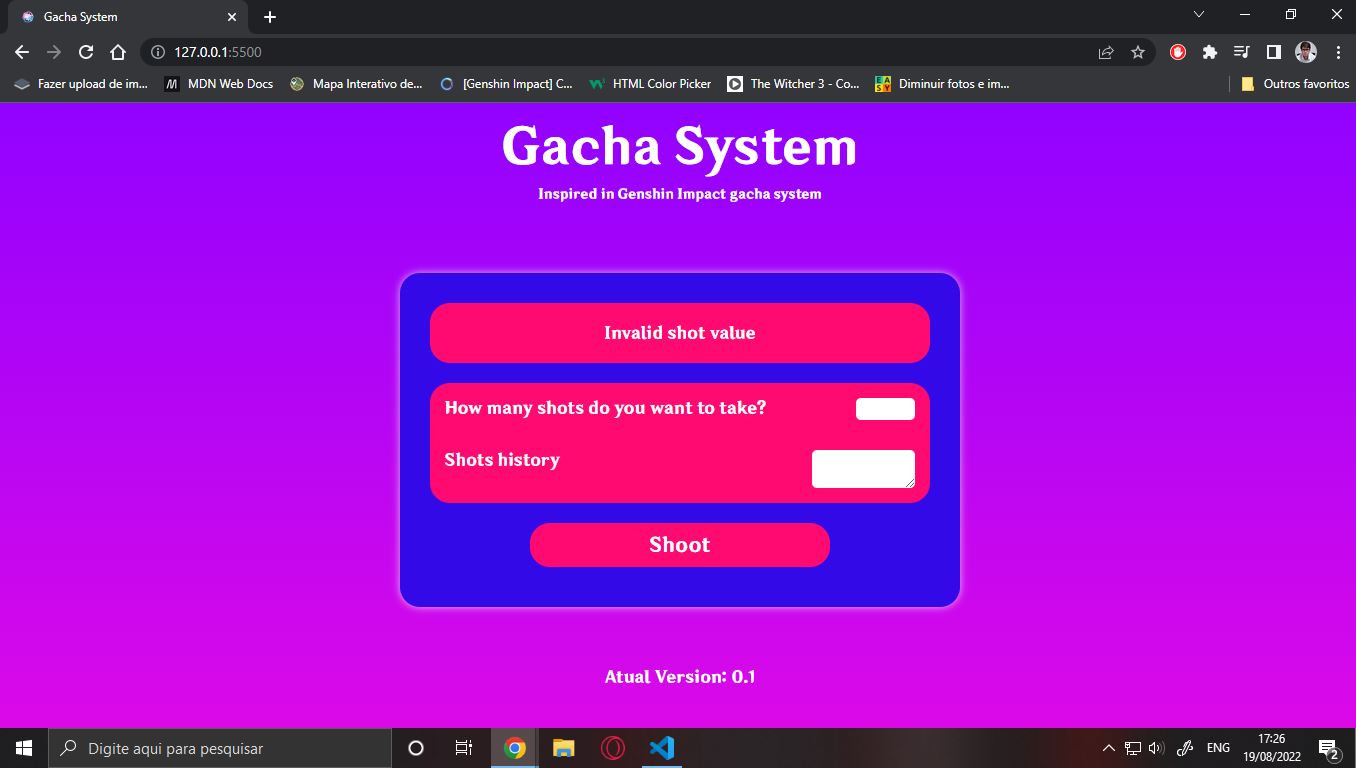 Gacha System
127.0.0.1:5500
Fazer upload de im...
MDN Web Docs
Mapa Interativo de...
[Genshin Impact] C...
HTML Color Picker
The Witcher 3 - Co...
EASY
Diminuir fotos e im...
Outros favoritos
Gacha System
Inspired in Genshin Impact gacha system
Invalid shot value
How many shots do you want to take?
Shots history
Shoot
Atual Version: 0.1
Digite aqui para pesquisar
ENG
17:26
19/08/2022
2